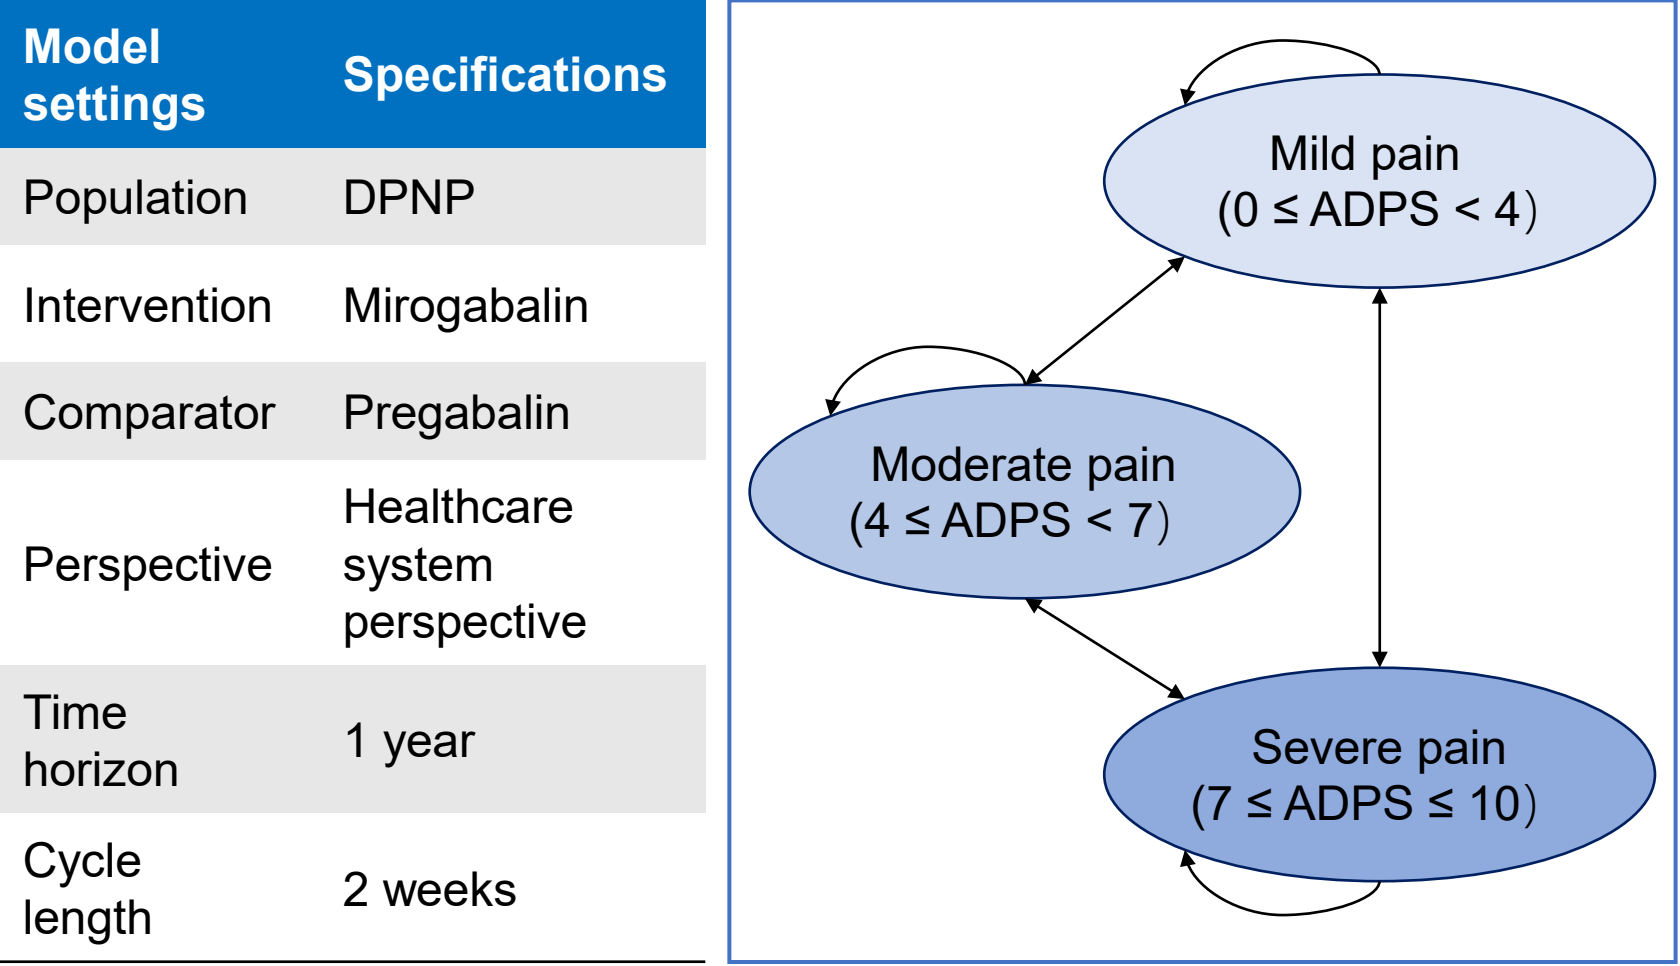 Model
settings
Specifications
Population
DPNP
Intervention
Mirogabalin
Comparator
Pregabalin
Perspective
Healthcare
system
perspective
Time
horizon
1 year
Cycle
length
2 weeks
Mild pain
(0 ≤ ADPS < 4）
Moderate pain
(4 ≤ ADPS < 7）
Severe pain
(7 ≤ ADPS ≤ 10）